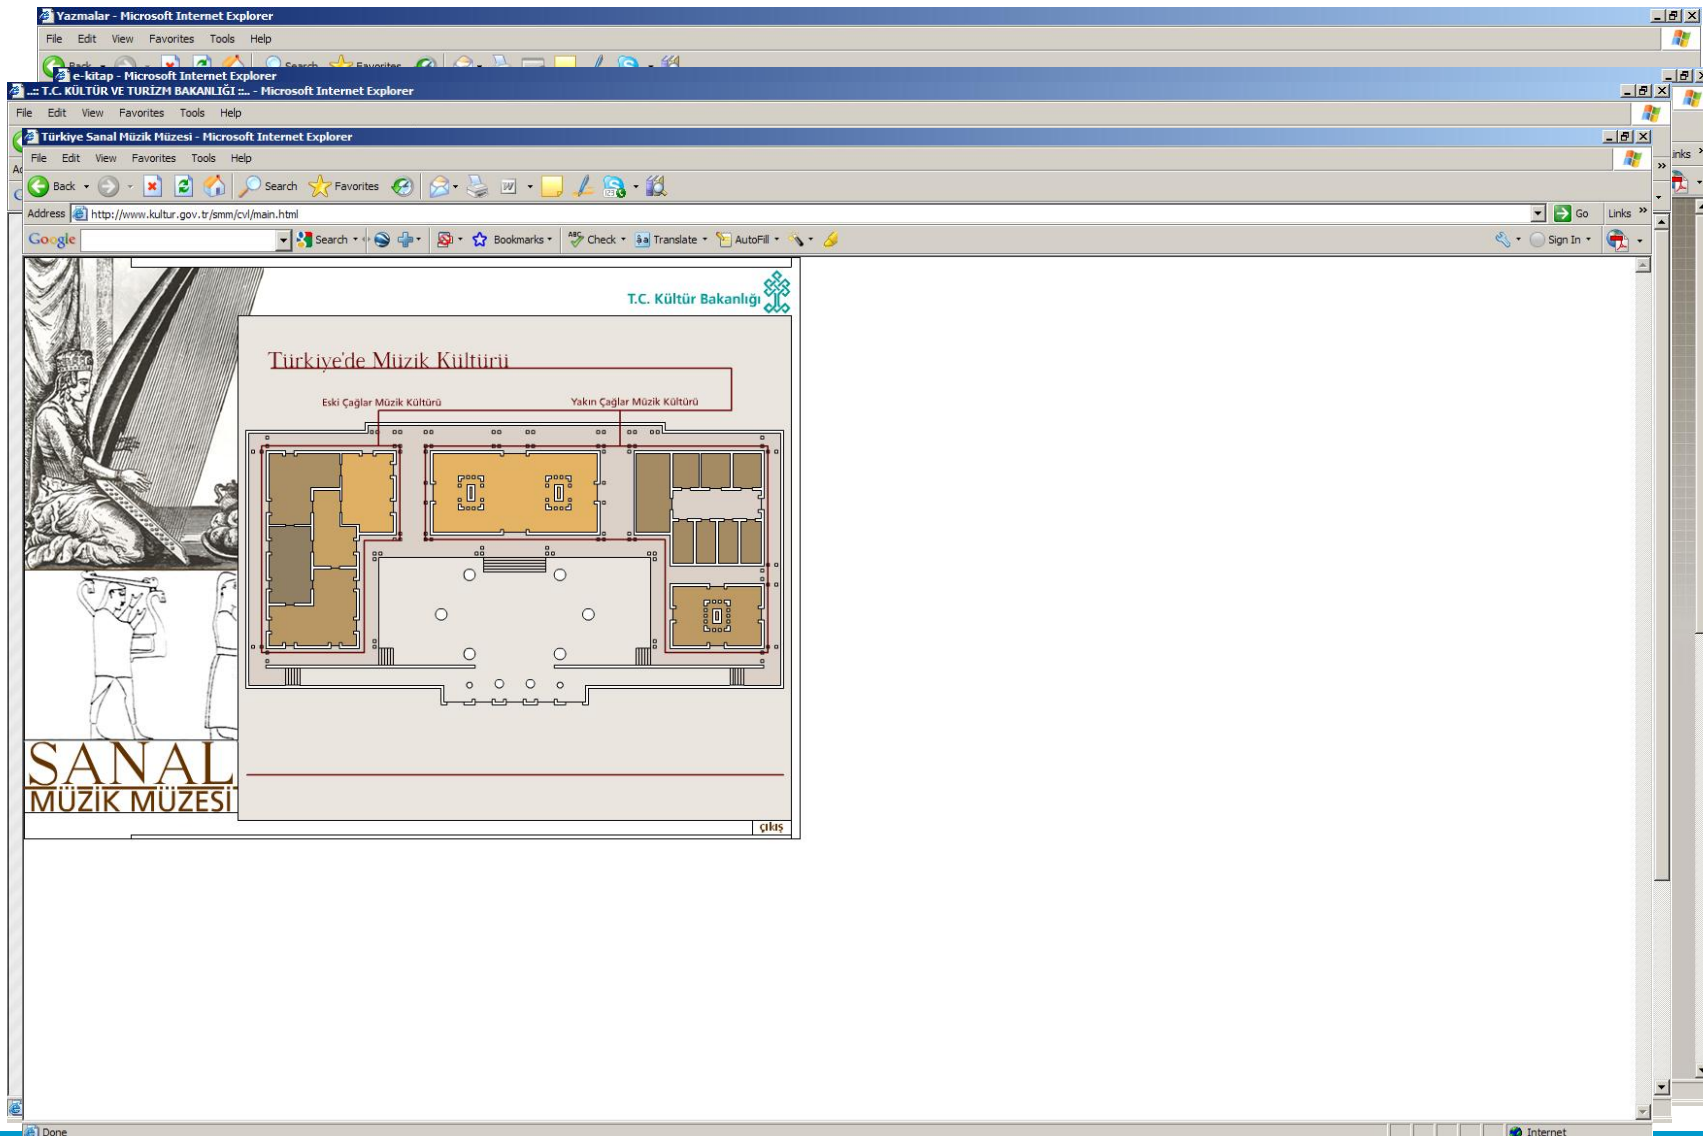 Yazmalar - Microsoft Internet Explorer
File Edit View Favorites Tools Help
Back Search Favorites
e-kitap - Microsoft Internet Explorer
..:: T.C. KÜLTÜR VE TURİZM BAKANLIĞI ::.. - Microsoft Internet Explorer
File Edit View Favorites Tools Help
Türkiye Sanal Müzik Müzesi - Microsoft Internet Explorer
File Edit View Favorites Tools Help
Back Search Favorites
Address http://www.kultur.gov.tr/smm/cvl/main.html Go Links »
Google Search Bookmarks Check Translate AutoFill Sign In
T.C. Kültür Bakanlığı
Türkiye'de Müzik Kültürü
Eski Çağlar Müzik Kültürü Yakın Çağlar Müzik Kültürü
SANAL
MÜZİK MÜZESİ
çıkış
Done Internet